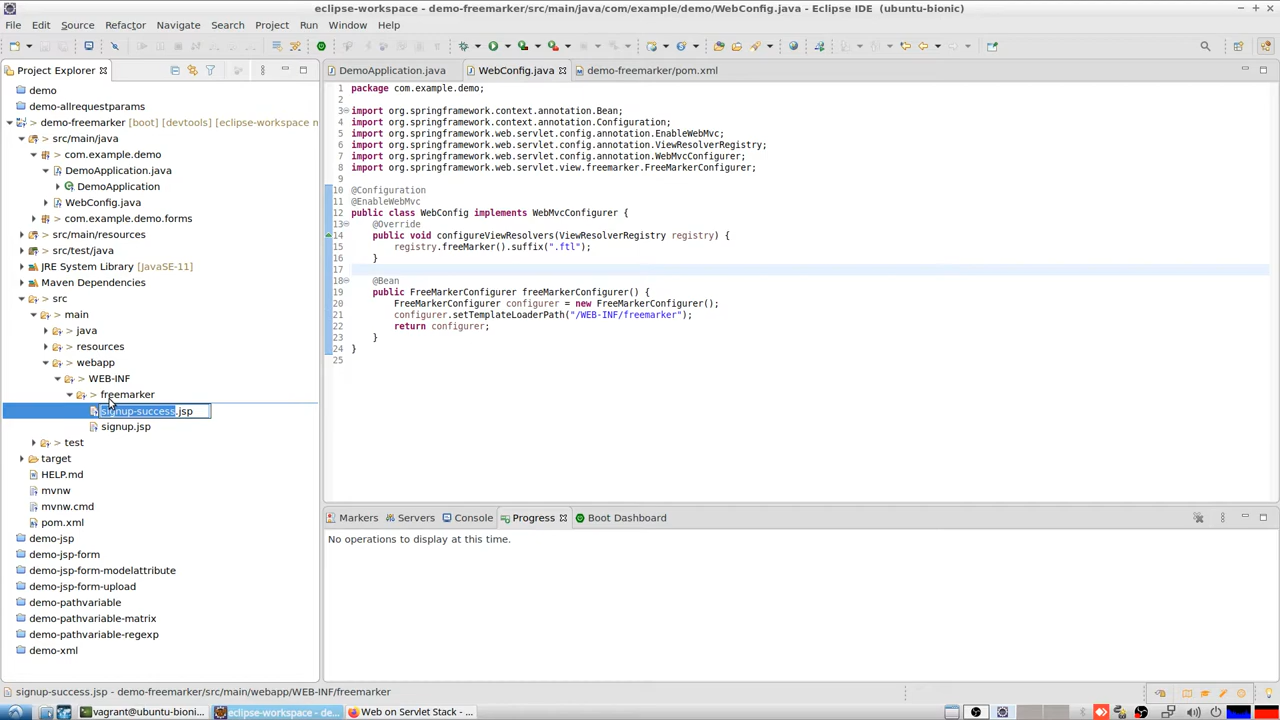 eclipse-workspace - demo-freemarker/src/main/java/com/example/demo/WebConfig.java - Eclipse IDE (ubuntu-bionic)
File Edit Source Refactor Navigate Search Project Run Window Help
Project Explorer
demo
demo-allrequestparams
demo-freemarker [boot] [devtools] [eclipse-workspace n
src/main/java
> com.example.demo
DemoApplication.java
DemoApplication
WebConfig.java
> com.example.demo.forms
src/main/resources
src/test/java
JRE System Library [JavaSE-11]
Maven Dependencies
> src
> main
> java
> resources
> webapp
> WEB-INF
> freemarker
signup-success.jsp
signup.jsp
> test
target
HELP.md
mvnw
mvnw.cmd
pom.xml
demo-jsp
demo-jsp-form
demo-jsp-form-modelattribute
demo-jsp-form-upload
demo-pathvariable
demo-pathvariable-matrix
demo-pathvariable-regexp
demo-xml
DemoApplication.java WebConfig.java demo-freemarker/pom.xml
1 package com.example.demo;
2
3 import org.springframework.context.annotation.Bean;
4 import org.springframework.context.annotation.Configuration;
5 import org.springframework.web.servlet.config.annotation.EnableWebMvc;
6 import org.springframework.web.servlet.config.annotation.ViewResolverRegistry;
7 import org.springframework.web.servlet.config.annotation.WebMvcConfigurer;
8 import org.springframework.web.servlet.view.freemarker.FreeMarkerConfigurer;
9
10 @Configuration
11 @EnableWebMvc
12 public class WebConfig implements WebMvcConfigurer {
13 @Override
14 public void configureViewResolvers(ViewResolverRegistry registry) {
15 registry.freeMarker().suffix(".ftl");
16 }
17
18 @Bean
19 public FreeMarkerConfigurer freeMarkerConfigurer() {
20 FreeMarkerConfigurer configurer = new FreeMarkerConfigurer();
21 configurer.setTemplateLoaderPath("/WEB-INF/freemarker");
22 return configurer;
23 }
24 }
25
Markers Servers Console Progress Boot Dashboard
No operations to display at this time.
signup-success.jsp - demo-freemarker/src/main/webapp/WEB-INF/freemarker
vagrant@ubuntu-bioni... eclipse-workspace - de... Web on Servlet Stack - ...